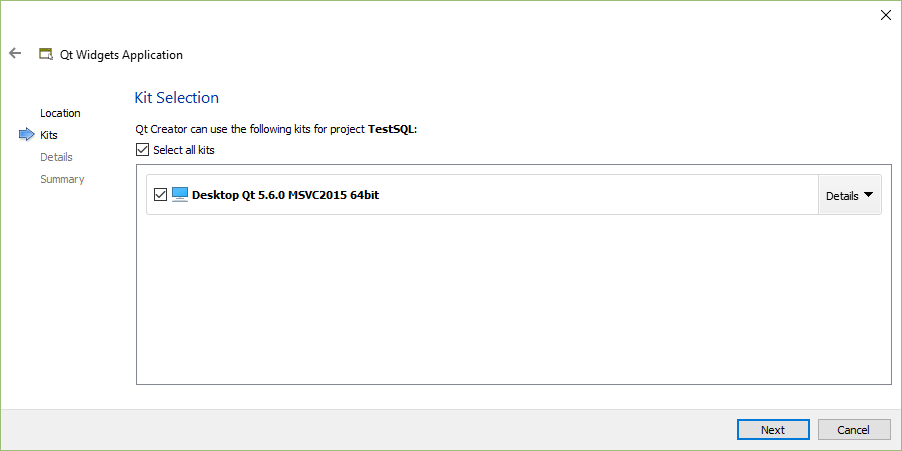 Qt Widgets Application
Location
Kits
Details
Summary
Kit Selection
Qt Creator can use the following kits for project TestSQL:
Select all kits
Desktop Qt 5.6.0 MSVC2015 64bit
Details
Next
Cancel